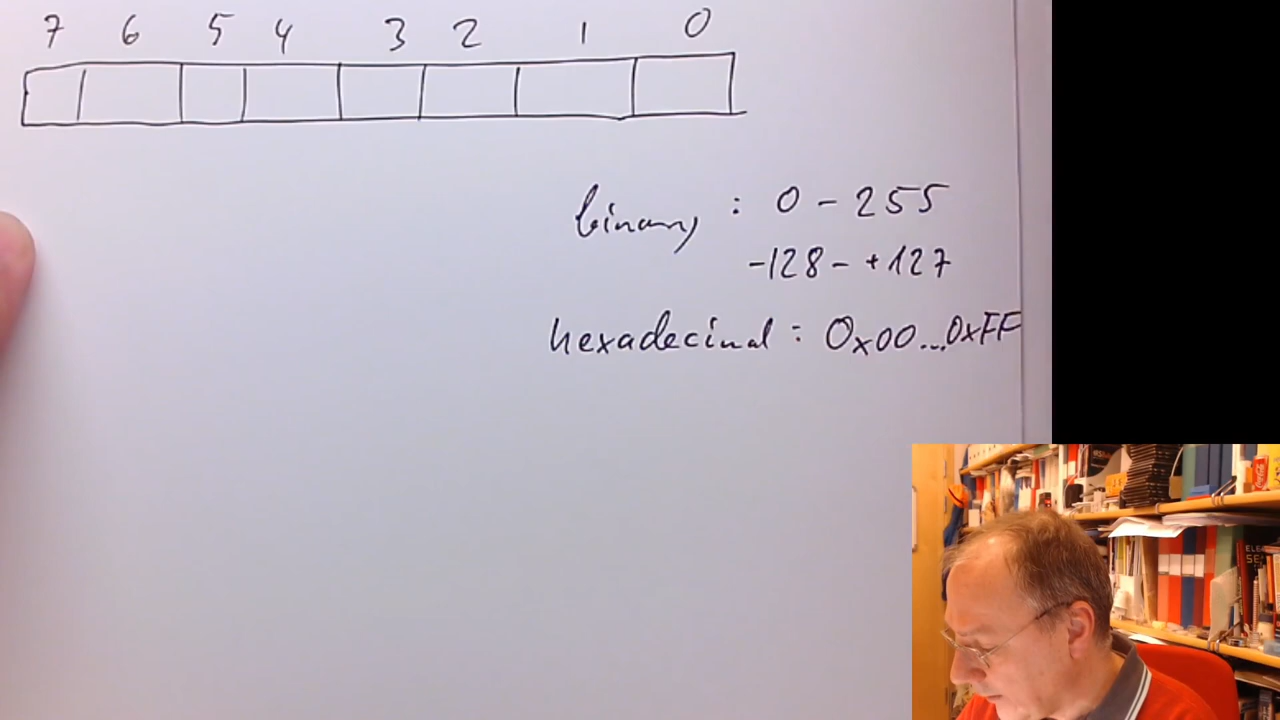 7 6 5 4 3 2 1 0
binary : 0 - 255
-128 - +127
hexadecimal : 0x00...0xFF